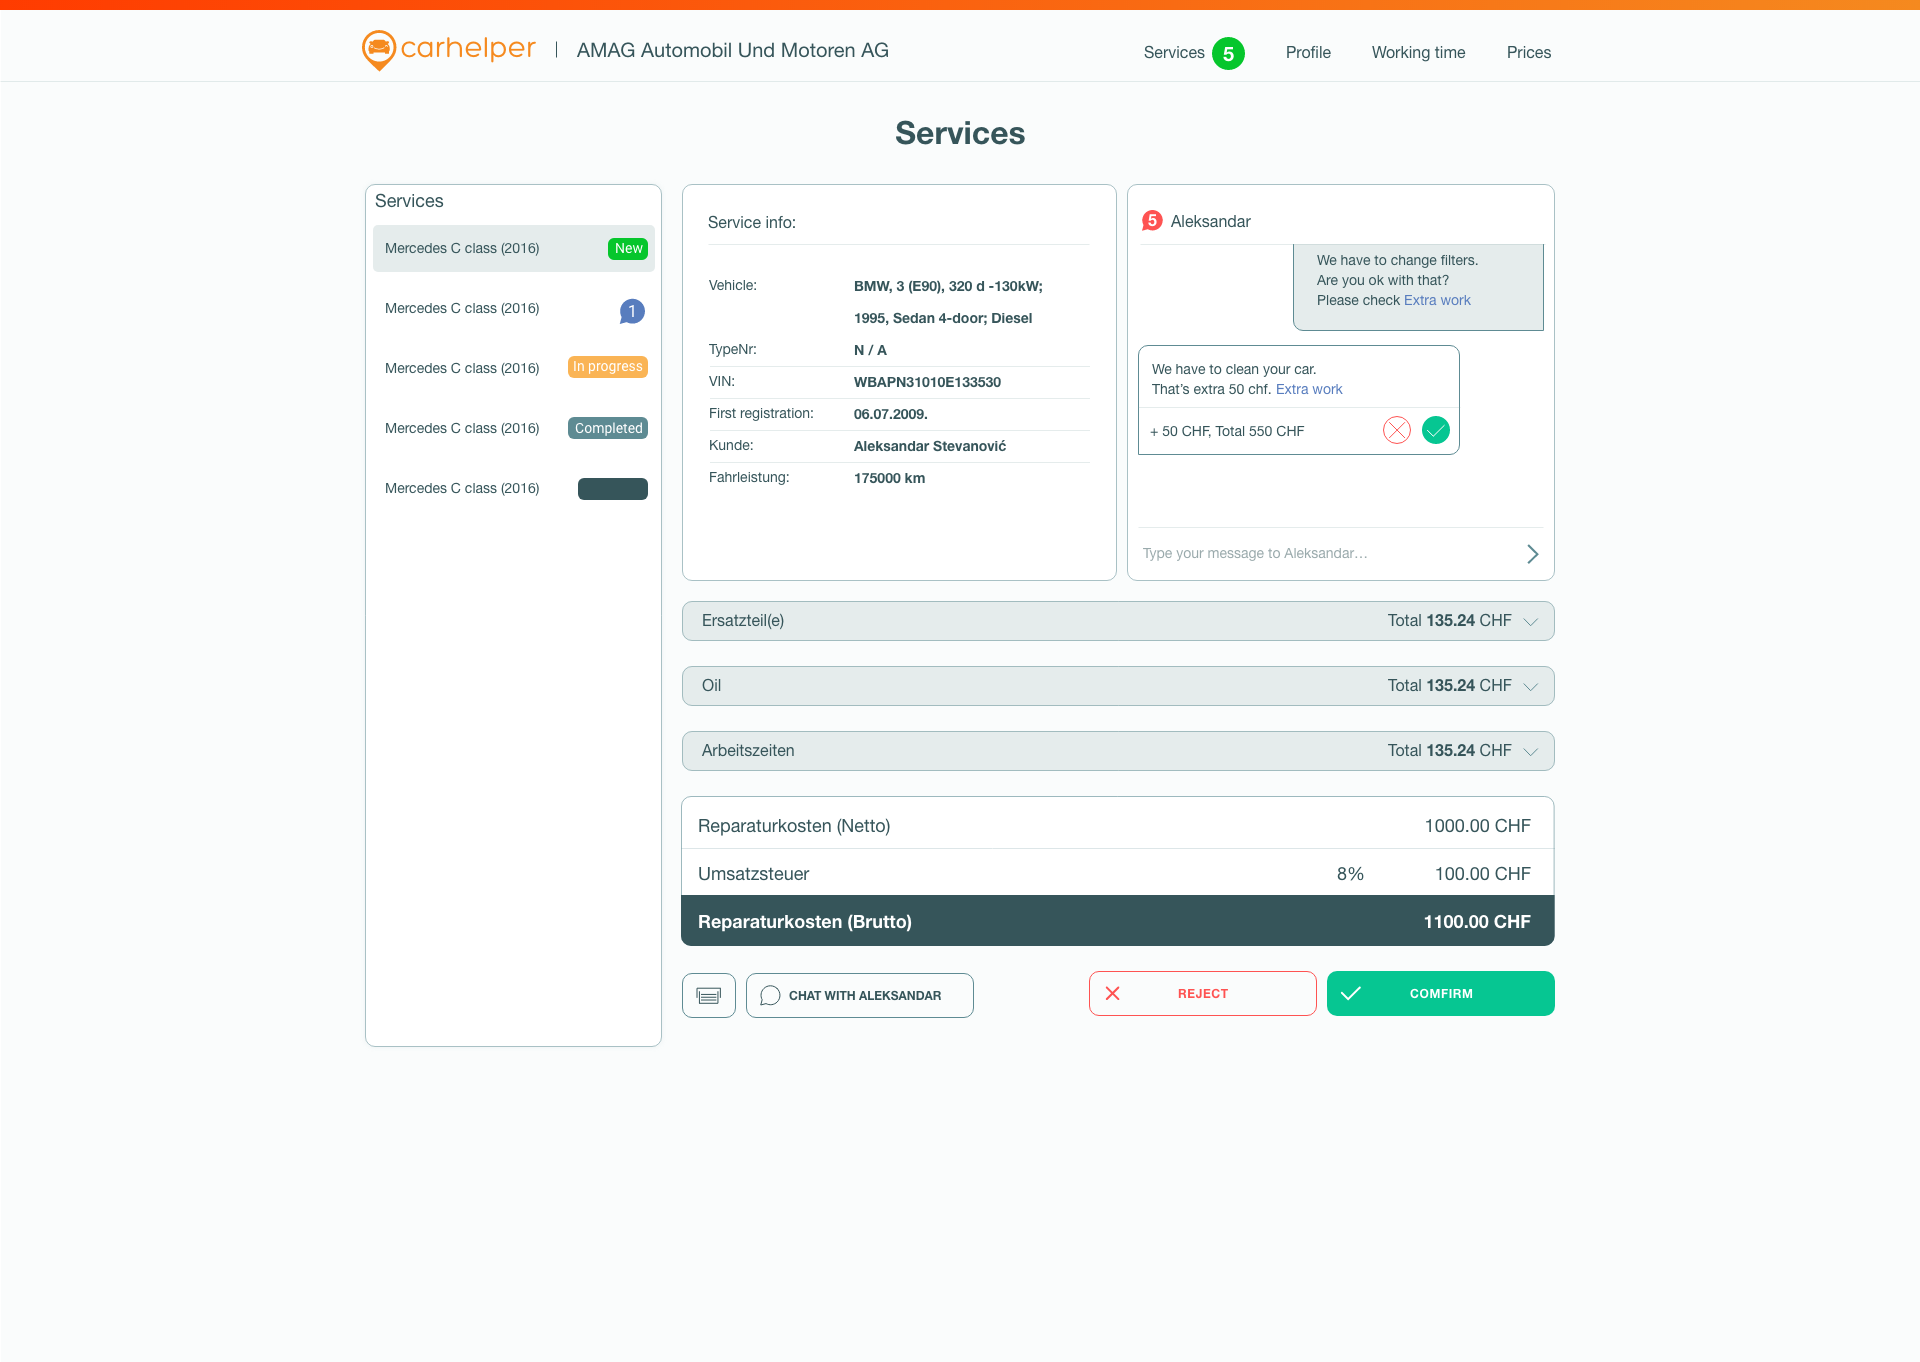 carhelper | AMAG Automobil Und Motoren AG
Services 5 Profile Working time Prices
Services
Services
Mercedes C class (2016) New
Mercedes C class (2016) 1
Mercedes C class (2016) In progress
Mercedes C class (2016) Completed
Mercedes C class (2016)
Service info:
Vehicle: BMW, 3 (E90), 320 d -130kW;
1995, Sedan 4-door; Diesel
TypeNr: N / A
VIN: WBAPN31010E133530
First registration: 06.07.2009.
Kunde: Aleksandar Stevanović
Fahrleistung: 175000 km
5 Aleksandar
We have to change filters.
Are you ok with that?
Please check Extra work
We have to clean your car.
That's extra 50 chf. Extra work
+ 50 CHF, Total 550 CHF
Type your message to Aleksandar...
Ersatzteil(e) Total 135.24 CHF
Oil Total 135.24 CHF
Arbeitszeiten Total 135.24 CHF
Reparaturkosten (Netto) 1000.00 CHF
Umsatzsteuer 8% 100.00 CHF
Reparaturkosten (Brutto) 1100.00 CHF
CHAT WITH ALEKSANDAR
REJECT
COMFIRM